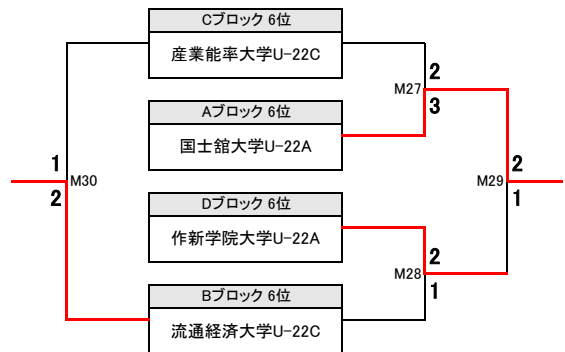 Cブロック 6位
産業能率大学U-22C
2
M27
3
Aブロック 6位
国士舘大学U-22A
1
M30
2
2
M29
1
Dブロック 6位
作新学院大学U-22A
2
M28
1
Bブロック 6位
流通経済大学U-22C